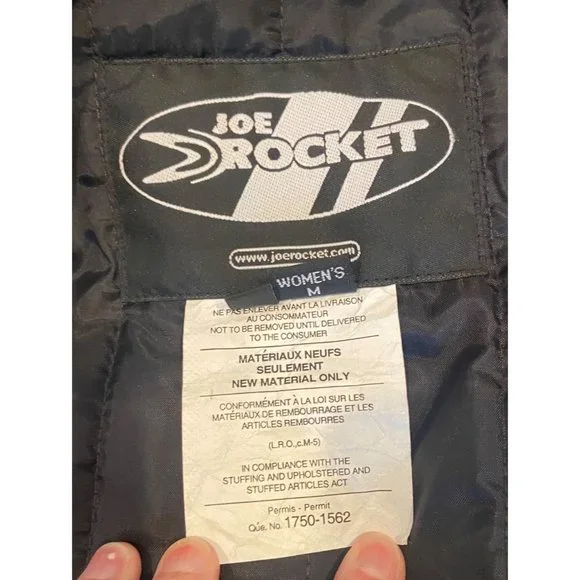 JOE
ROCKET
www.joerocket.com
WOMEN'S
M
NE PAS ENLEVER AVANT LA LIVRAISON
AU CONSOMMATEUR
NOT TO BE REMOVED UNTIL DELIVERED
TO THE CONSUMER
MATÉRIAUX NEUFS
SEULEMENT
NEW MATERIAL ONLY
CONFORMÉMENT À LA LOI SUR LES
MATÉRIAUX DE REMBOURRAGE ET LES
ARTICLES REMBOURRES
(L.R.O.,c.M-5)
IN COMPLIANCE WITH THE
STUFFING AND UPHOLSTERED AND
STUFFED ARTICLES ACT
Permis - Permit
Qúe. No. 1750-1562